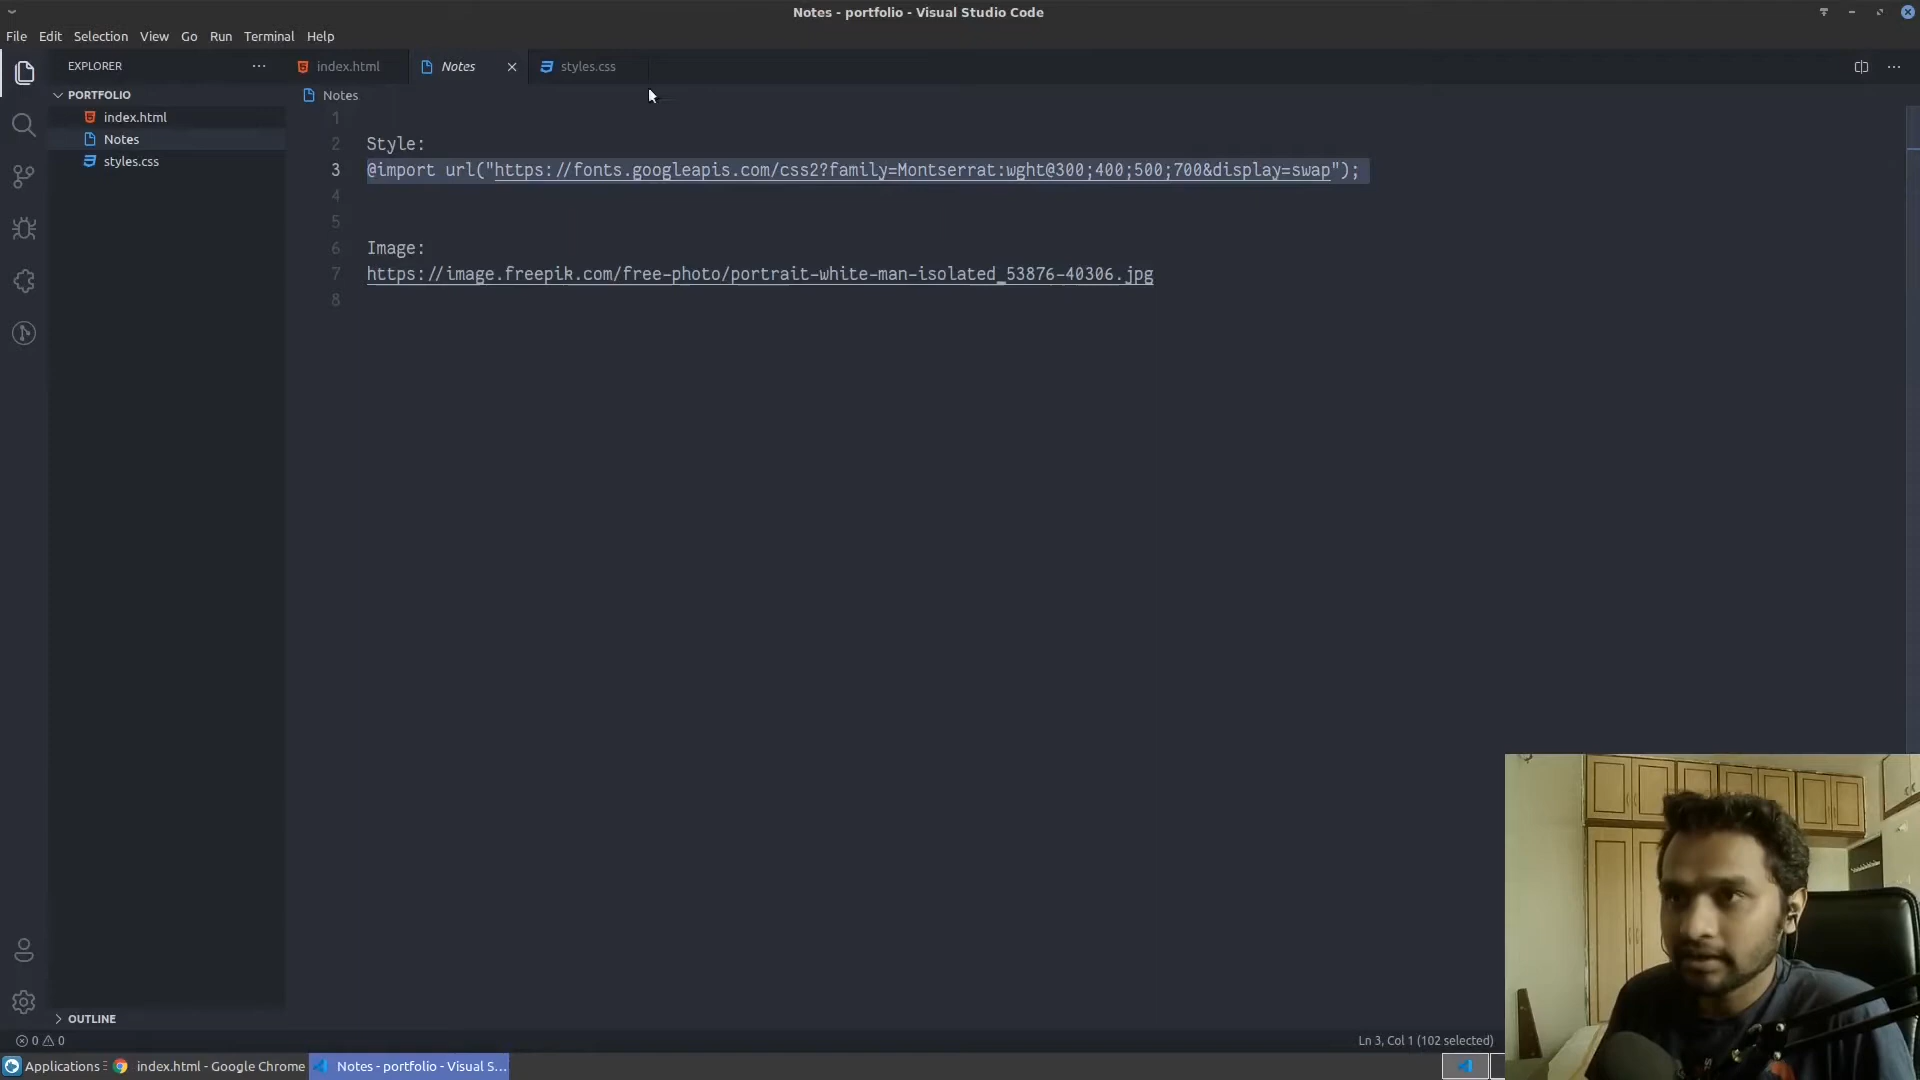 Notes - portfolio - Visual Studio Code
File Edit Selection View Go Run Terminal Help
EXPLORER
index.html
Notes
styles.css
PORTFOLIO
Notes
index.html
Notes
styles.css
1
2 Style:
3 @import url("https://fonts.googleapis.com/css2?family=Montserrat:wght@300;400;500;700&display=swap");
4
5
6 Image:
7 https://image.freepik.com/free-photo/portrait-white-man-isolated_53876-40306.jpg
8
OUTLINE
0 0
Ln 3, Col 1 (102 selected)
Applications
index.html - Google Chrome
Notes - portfolio - Visual S...